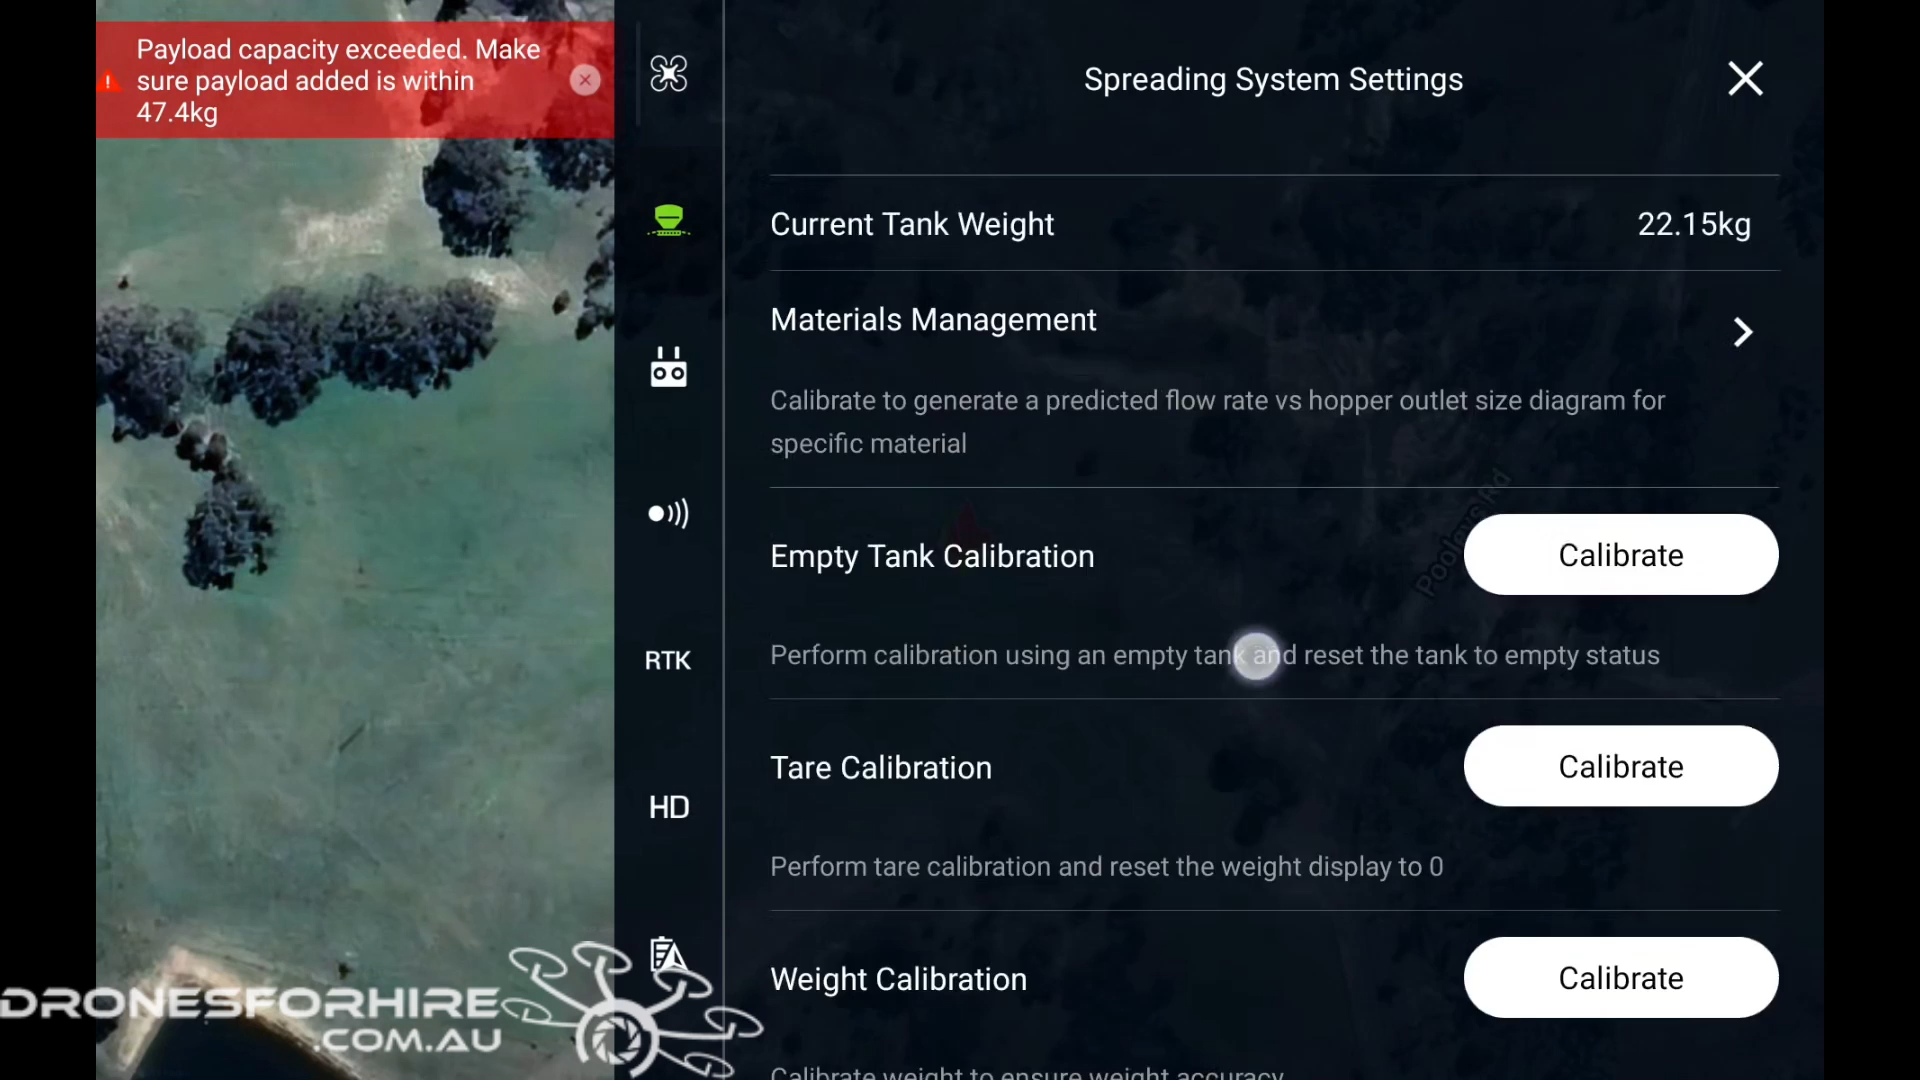 Payload capacity exceeded. Make
sure payload added is within
47.4kg
Spreading System Settings
Current Tank Weight
22.15kg
Materials Management
Calibrate to generate a predicted flow rate vs hopper outlet size diagram for
specific material
Empty Tank Calibration
Calibrate
Pooleys Rd
Perform calibration using an empty tank and reset the tank to empty status
RTK
Tare Calibration
Calibrate
HD
Perform tare calibration and reset the weight display to 0
Weight Calibration
Calibrate
DRONESFORHIRE
.COM.AU
Calibrate weight to ensure weight accuracy